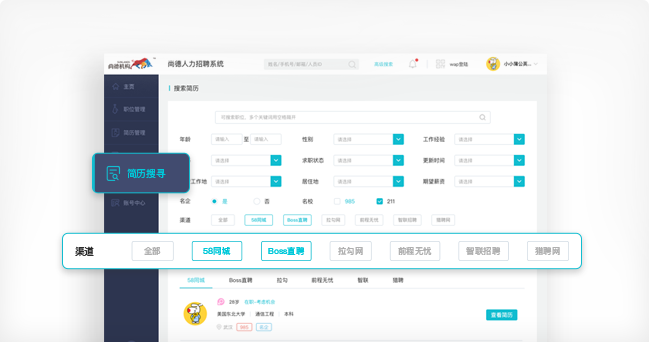 尚德机构
尚德人力招聘系统
姓名/手机号/邮箱/人员ID
高级搜索
wap登陆
小小蒲公英...
主页
搜索简历
职位管理
可搜索职位、多个关键词用空格隔开
简历管理
年龄 请输入 至 请输入 性别 请选择 工作经验 请选择
请选择 求职状态 请选择 更新时间 请选择
简历搜寻
工作地 请选择 居住地 请选择 期望薪资 请选择
账号中心
名企 是 否 名校 985 211
渠道 全部 58同城 Boss直聘 拉勾网 前程无忧 智联招聘 猎聘网
渠道 全部 58同城 Boss直聘 拉勾网 前程无忧 智联招聘 猎聘网
58同城 Boss直聘 拉勾 前程无忧 智联 猎聘
28岁 在职-考虑机会
美国东北大学 通信工程 本科
查看简历
武汉 985 名企